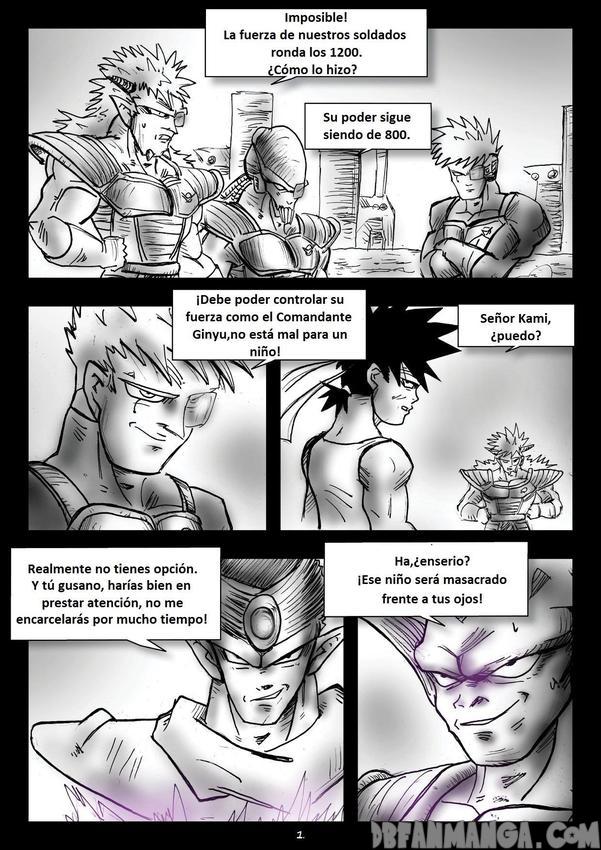 Imposible!
La fuerza de nuestros soldados
ronda los 1200.
¿Cómo lo hizo?
Su poder sigue
siendo de 800.
¡Debe poder controlar su
fuerza como el Comandante
Ginyu,no está mal para un
niño!
Señor Kami,
¿puedo?
Realmente no tienes opción.
Y tú gusano, harías bien en
prestar atención, no me
encarcelarás por mucho tiempo!
Ha,¿enserio?
¡Ese niño será masacrado
frente a tus ojos!
1.
DBFANMANGA.COM